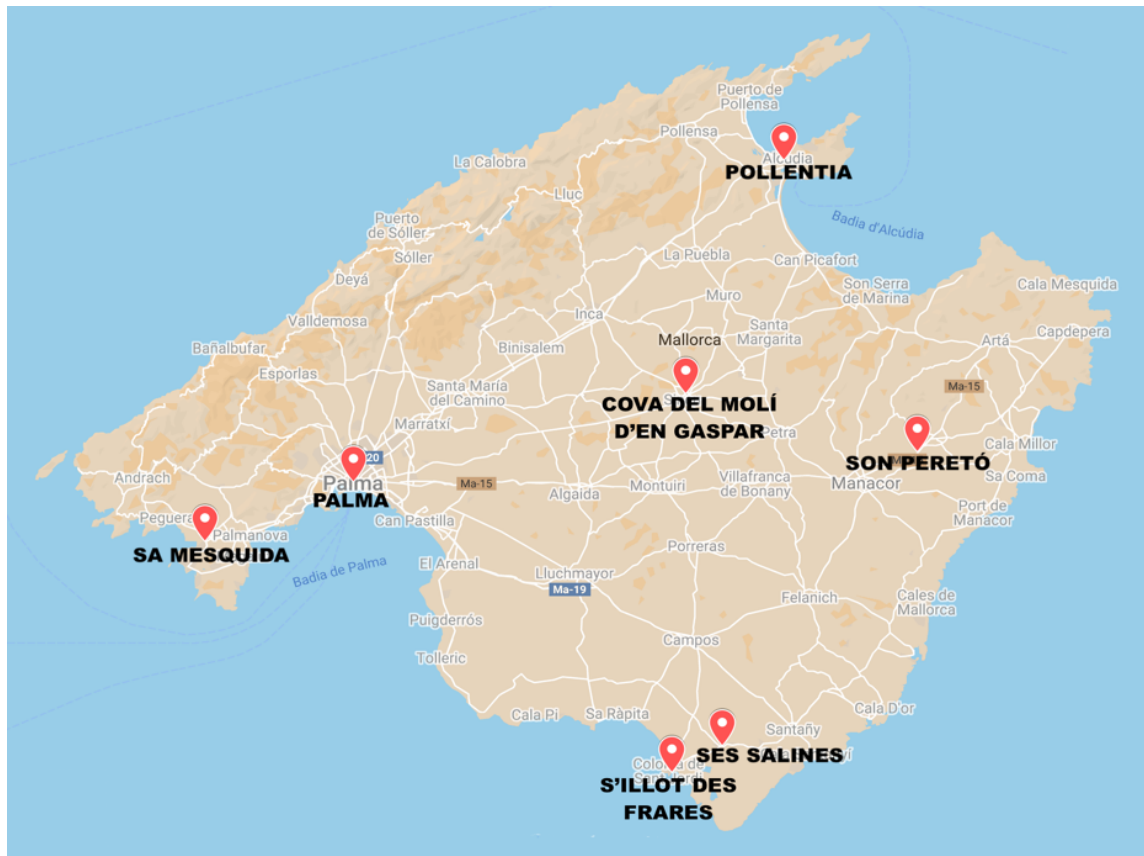 Puerto de
Pollensa
Pollensa
Alcúdia
POLLENTIA
La Calobra
Lluc
Badia d'Alcúdia
Puerto
de Sóller
Sóller
La Puebla
Can Picafort
Deyá
Son Serra
de Marina
Cala Mesquida
Muro
Inca
Valldemosa
Santa
Margarita
Capdepera
Mallorca
Artá
Bañalbufar
Binisalem
Esporlas
Santa María
del Camino
Ma-15
COVA DEL MOLÍ
D'EN GASPAR
Marratxí
Petra
Cala Millor
20
SON PERETÓ
Andrach
Palma
Ma-15
Algaida
Montuiri
Villafranca
de Bonany
Manacor
Sa Coma
PALMA
Peguera
Can Pastilla
Port de
Manacor
Palmanova
SA MESQUIDA
Porreras
Badia de Palma
El Arenal
Lluchmayor
Ma-19
Felanich
Cales de
Mallorca
Puigderrós
Campos
Tolleric
Cala D'or
Cala Pi
Sa Ràpita
Santañy
SES SALINES
S'ILLOT DES
FRARES